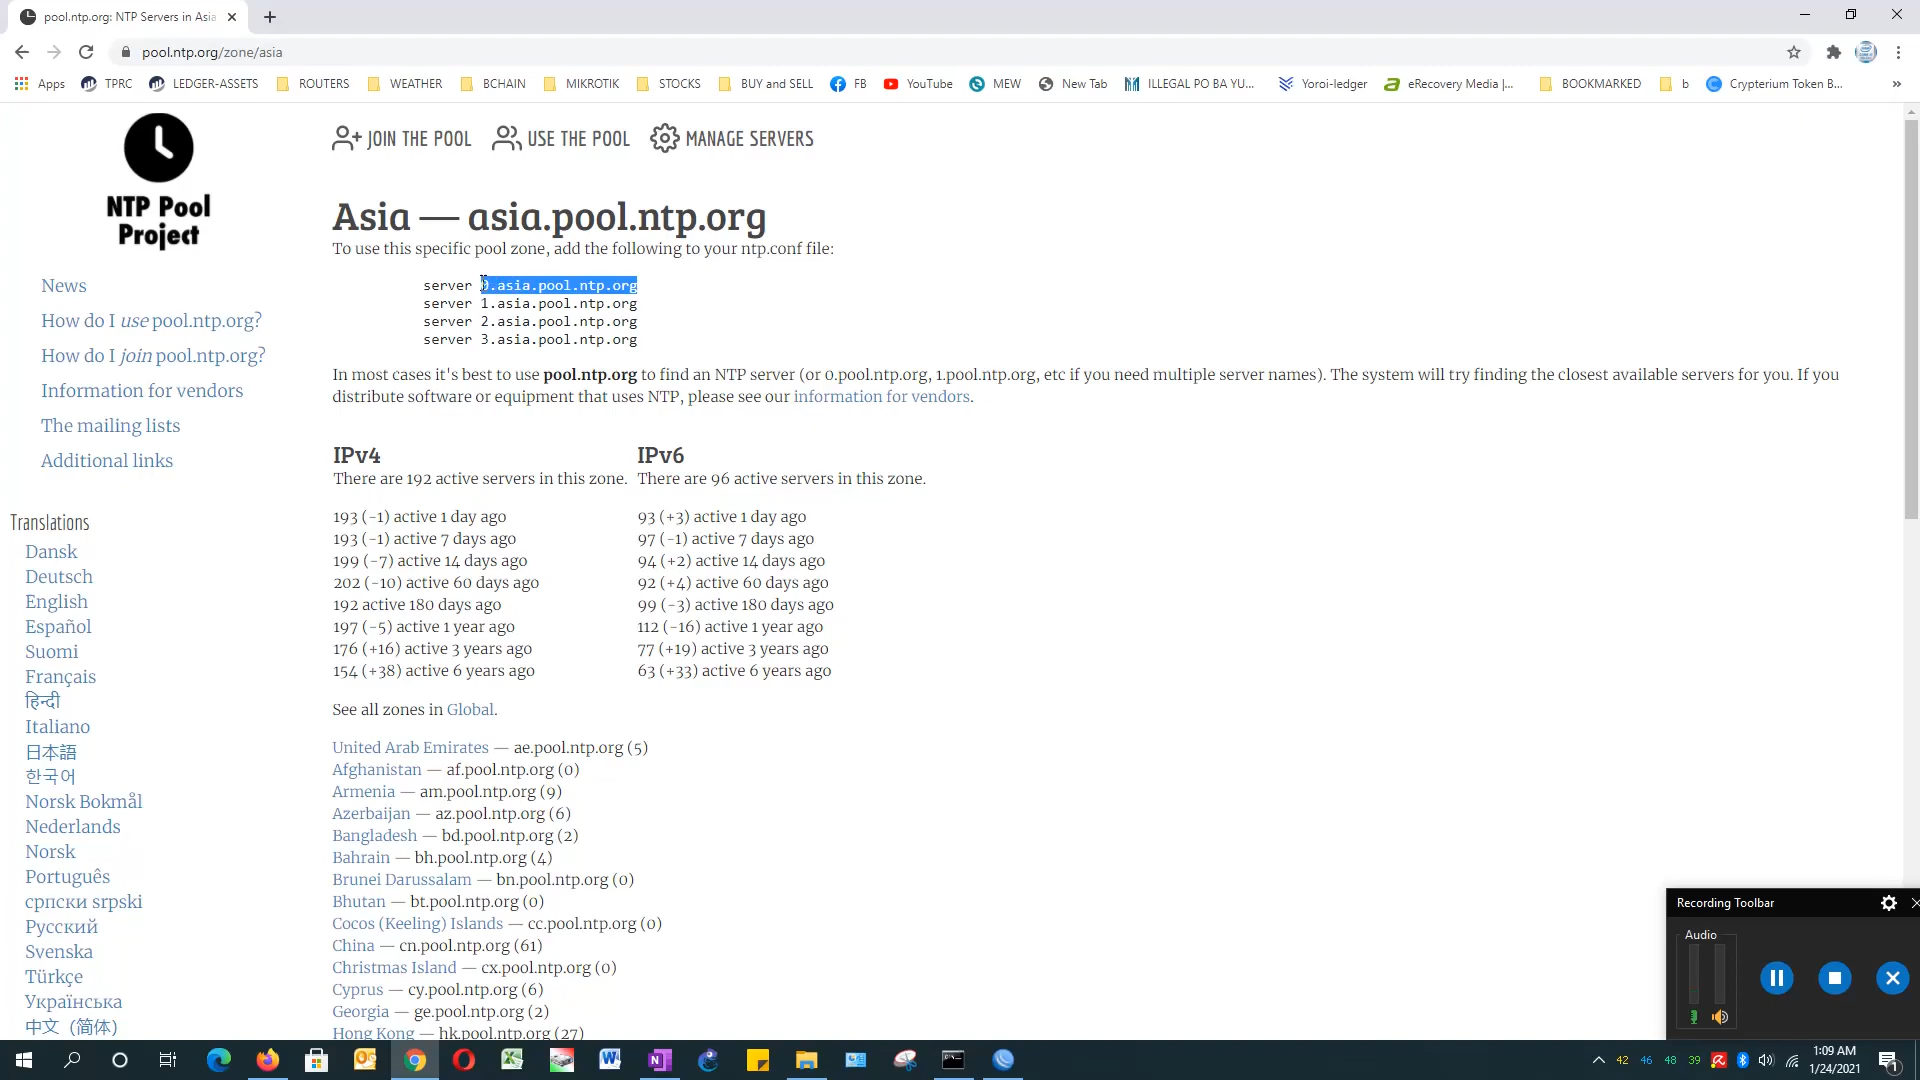 pool.ntp.org: NTP Servers in Asia
pool.ntp.org/zone/asia
Apps TPRC LEDGER-ASSETS ROUTERS WEATHER BCHAIN MIKROTIK STOCKS BUY and SELL FB YouTube MEW New Tab ILLEGAL PO BA YU... Yoroi-ledger eRecovery Media |... BOOKMARKED b Crypterium Token B... »
JOIN THE POOL USE THE POOL MANAGE SERVERS
NTP Pool
Project
News
How do I use pool.ntp.org?
How do I join pool.ntp.org?
Information for vendors
The mailing lists
Additional links
Translations
Dansk
Deutsch
English
Español
Suomi
Français
हिन्दी
Italiano
日本語
한국어
Norsk Bokmål
Nederlands
Norsk
Português
српски srpski
Русский
Svenska
Türkçe
Українська
中文（简体）
Asia — asia.pool.ntp.org
To use this specific pool zone, add the following to your ntp.conf file:
server 0.asia.pool.ntp.org
server 1.asia.pool.ntp.org
server 2.asia.pool.ntp.org
server 3.asia.pool.ntp.org
In most cases it's best to use pool.ntp.org to find an NTP server (or 0.pool.ntp.org, 1.pool.ntp.org, etc if you need multiple server names). The system will try finding the closest available servers for you. If you
distribute software or equipment that uses NTP, please see our information for vendors.
IPv4
There are 192 active servers in this zone.
193 (-1) active 1 day ago
193 (-1) active 7 days ago
199 (-7) active 14 days ago
202 (-10) active 60 days ago
192 active 180 days ago
197 (-5) active 1 year ago
176 (+16) active 3 years ago
154 (+38) active 6 years ago
IPv6
There are 96 active servers in this zone.
93 (+3) active 1 day ago
97 (-1) active 7 days ago
94 (+2) active 14 days ago
92 (+4) active 60 days ago
99 (-3) active 180 days ago
112 (-16) active 1 year ago
77 (+19) active 3 years ago
63 (+33) active 6 years ago
See all zones in Global.
United Arab Emirates — ae.pool.ntp.org (5)
Afghanistan — af.pool.ntp.org (0)
Armenia — am.pool.ntp.org (9)
Azerbaijan — az.pool.ntp.org (6)
Bangladesh — bd.pool.ntp.org (2)
Bahrain — bh.pool.ntp.org (4)
Brunei Darussalam — bn.pool.ntp.org (0)
Bhutan — bt.pool.ntp.org (0)
Cocos (Keeling) Islands — cc.pool.ntp.org (0)
China — cn.pool.ntp.org (61)
Christmas Island — cx.pool.ntp.org (0)
Cyprus — cy.pool.ntp.org (6)
Georgia — ge.pool.ntp.org (2)
Hong Kong — hk.pool.ntp.org (27)
Recording Toolbar
Audio
42 46 48 39
1:09 AM
1/24/2021
1